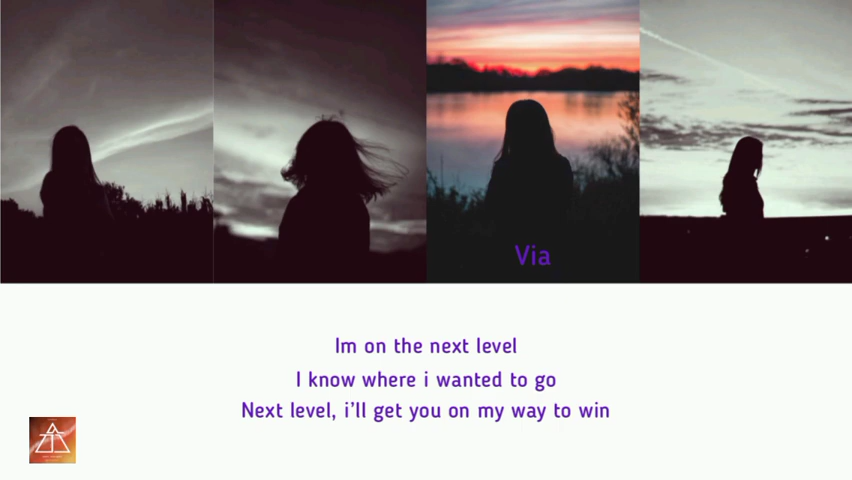 Via
Im on the next level
I know where i wanted to go
Next level, i'll get you on my way to win